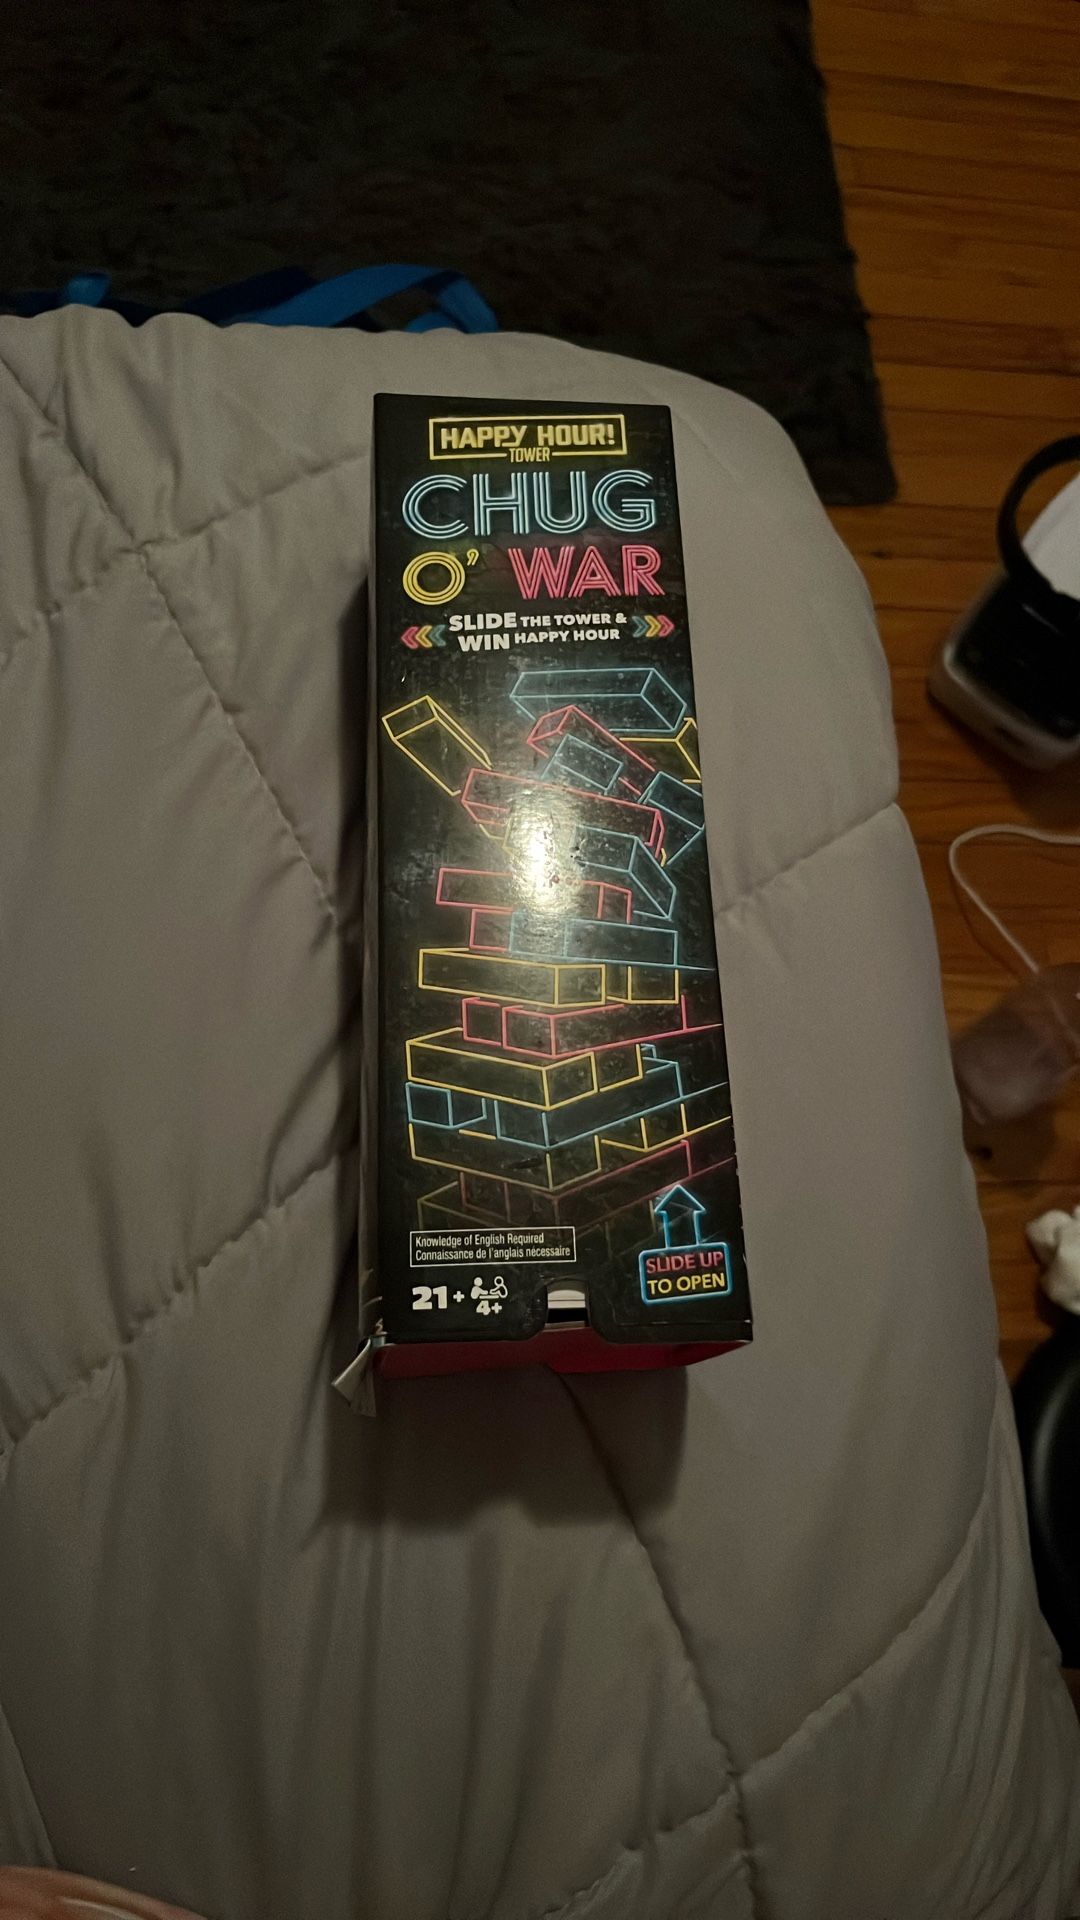 HAPPY HOUR!
TOWER
CHUG
O' WAR
SLIDE THE TOWER &
WIN HAPPY HOUR
Knowledge of English Required
Connaissance de l'anglais nécessaire
21+
4+
SLIDE UP
TO OPEN